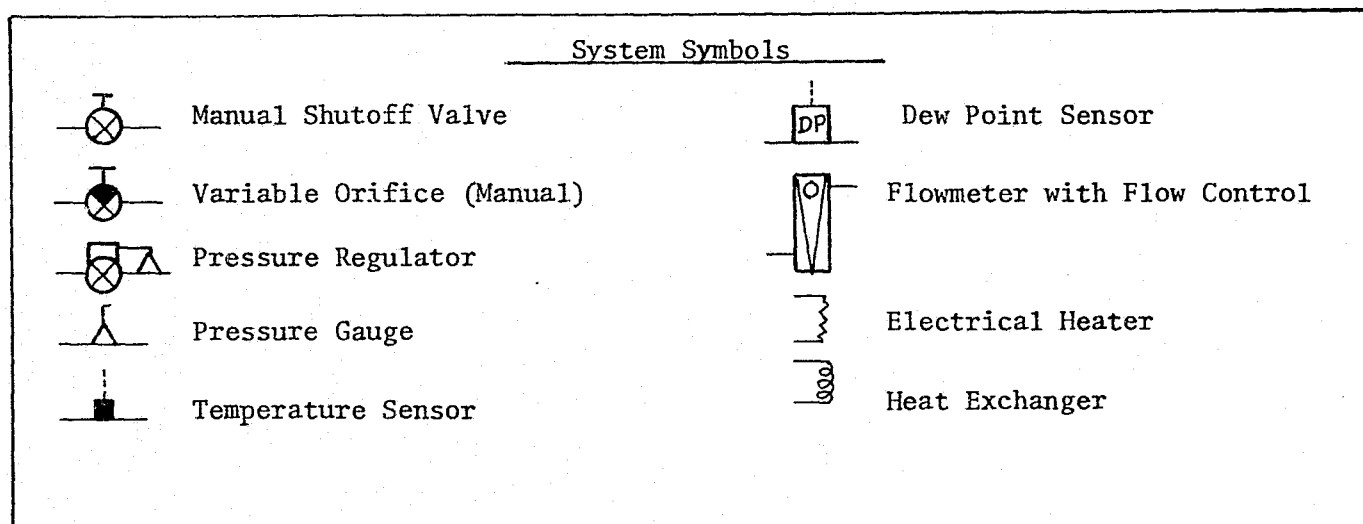 System Symbols
Manual Shutoff Valve
Variable Orifice (Manual)
Pressure Regulator
Pressure Gauge
Temperature Sensor
DP
Dew Point Sensor
Flowmeter with Flow Control
Electrical Heater
Heat Exchanger